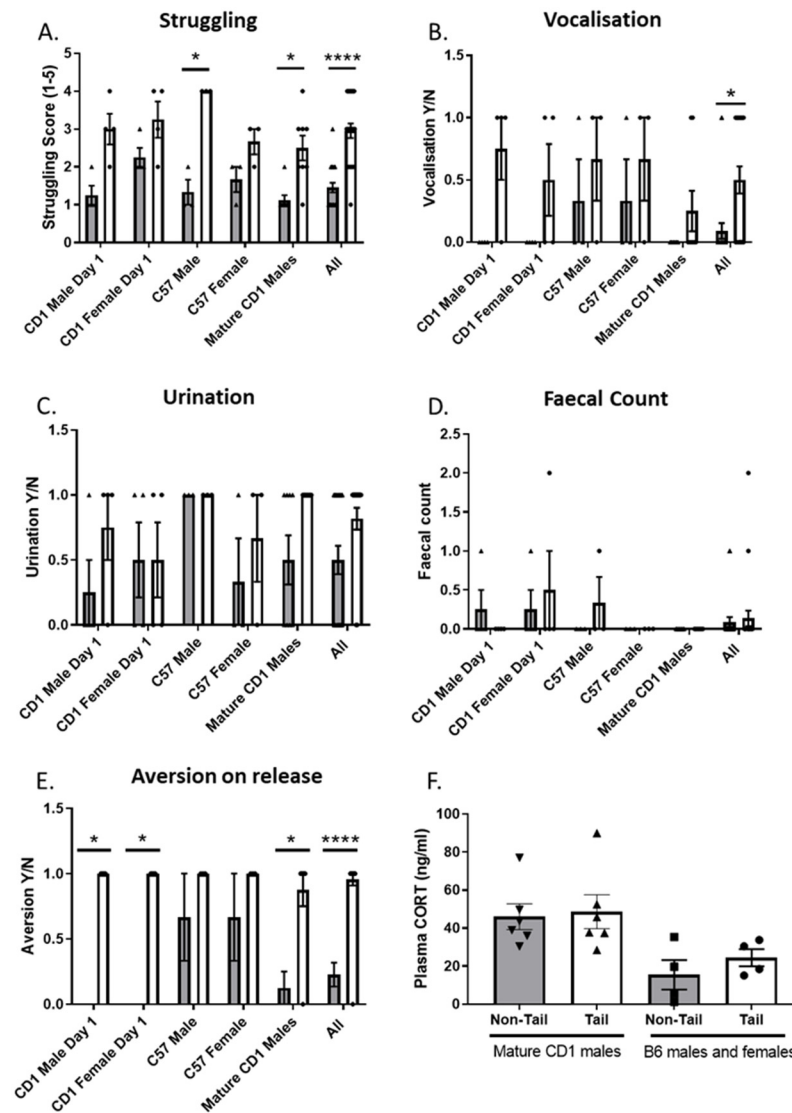 A.
Struggling
Struggling Score (1-5)
5
4
3
2
1
0
*
*
****
CD1 Male Day 1
CD1 Female Day 1
C57 Male
C57 Female
Mature CD1 Males
All
B.
Vocalisation
Vocalisation Y/N
1.5
1.0
0.5
0.0
*
CD1 Male Day 1
CD1 Female Day 1
C57 Male
C57 Female
Mature CD1 Males
All
C.
Urination
Urination Y/N
1.5
1.0
0.5
0.0
CD1 Male Day 1
CD1 Female Day 1
C57 Male
C57 Female
Mature CD1 Males
All
D.
Faecal Count
Faecal count
2.5
2.0
1.5
1.0
0.5
0.0
CD1 Male Day 1
CD1 Female Day 1
C57 Male
C57 Female
Mature CD1 Males
All
E.
Aversion on release
Aversion Y/N
1.5
1.0
0.5
0.0
*
*
*
****
CD1 Male Day 1
CD1 Female Day 1
C57 Male
C57 Female
Mature CD1 Males
All
F.
Plasma CORT (ng/ml)
100
80
60
40
20
0
Non-Tail Tail Non-Tail Tail
Mature CD1 males B6 males and females